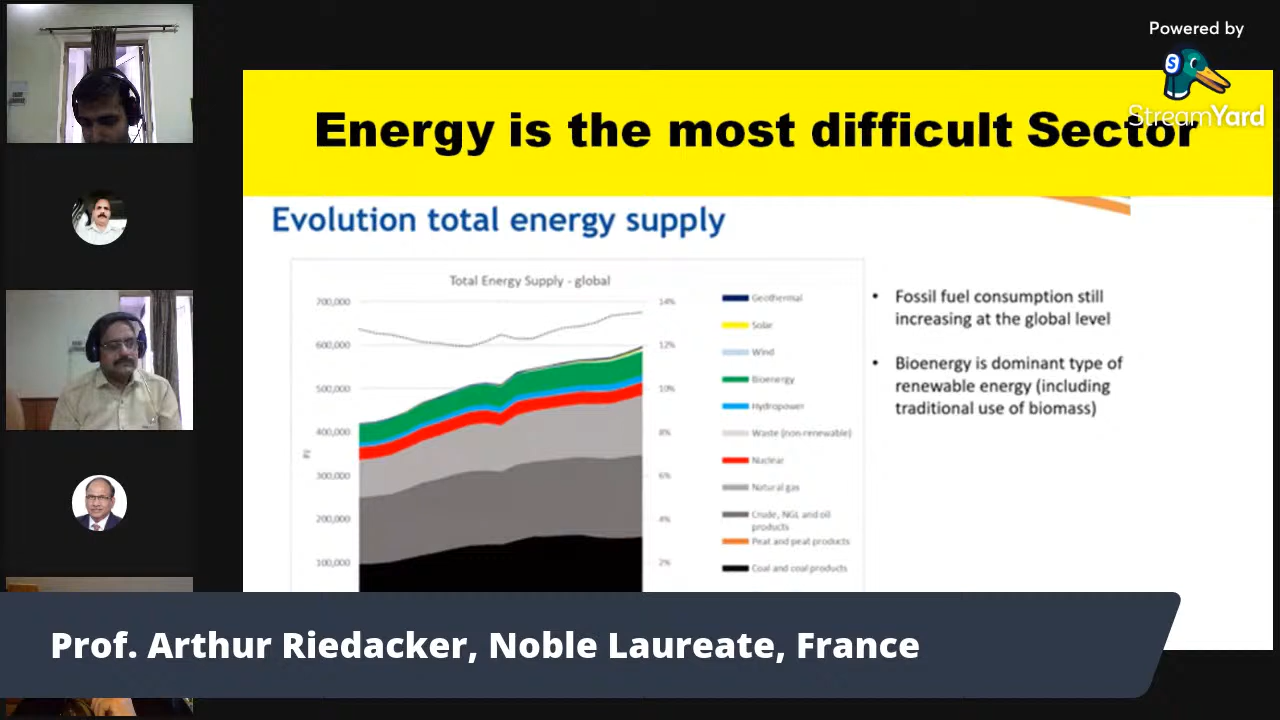 Powered by
StreamYard
Energy is the most difficult Sector
Evolution total energy supply
Total Energy Supply - global
700,000
600,000
500,000
400,000
300,000
200,000
100,000
PJ
14%
12%
10%
8%
6%
4%
2%
Geothermal
Solar
Wind
Bioenergy
Hydropower
Waste (non-renewable)
Nuclear
Natural gas
Crude, NGL and oil
products
Peat and peat products
Coal and coal products
• Fossil fuel consumption still
increasing at the global level
• Bioenergy is dominant type of
renewable energy (including
traditional use of biomass)
Prof. Arthur Riedacker, Noble Laureate, France